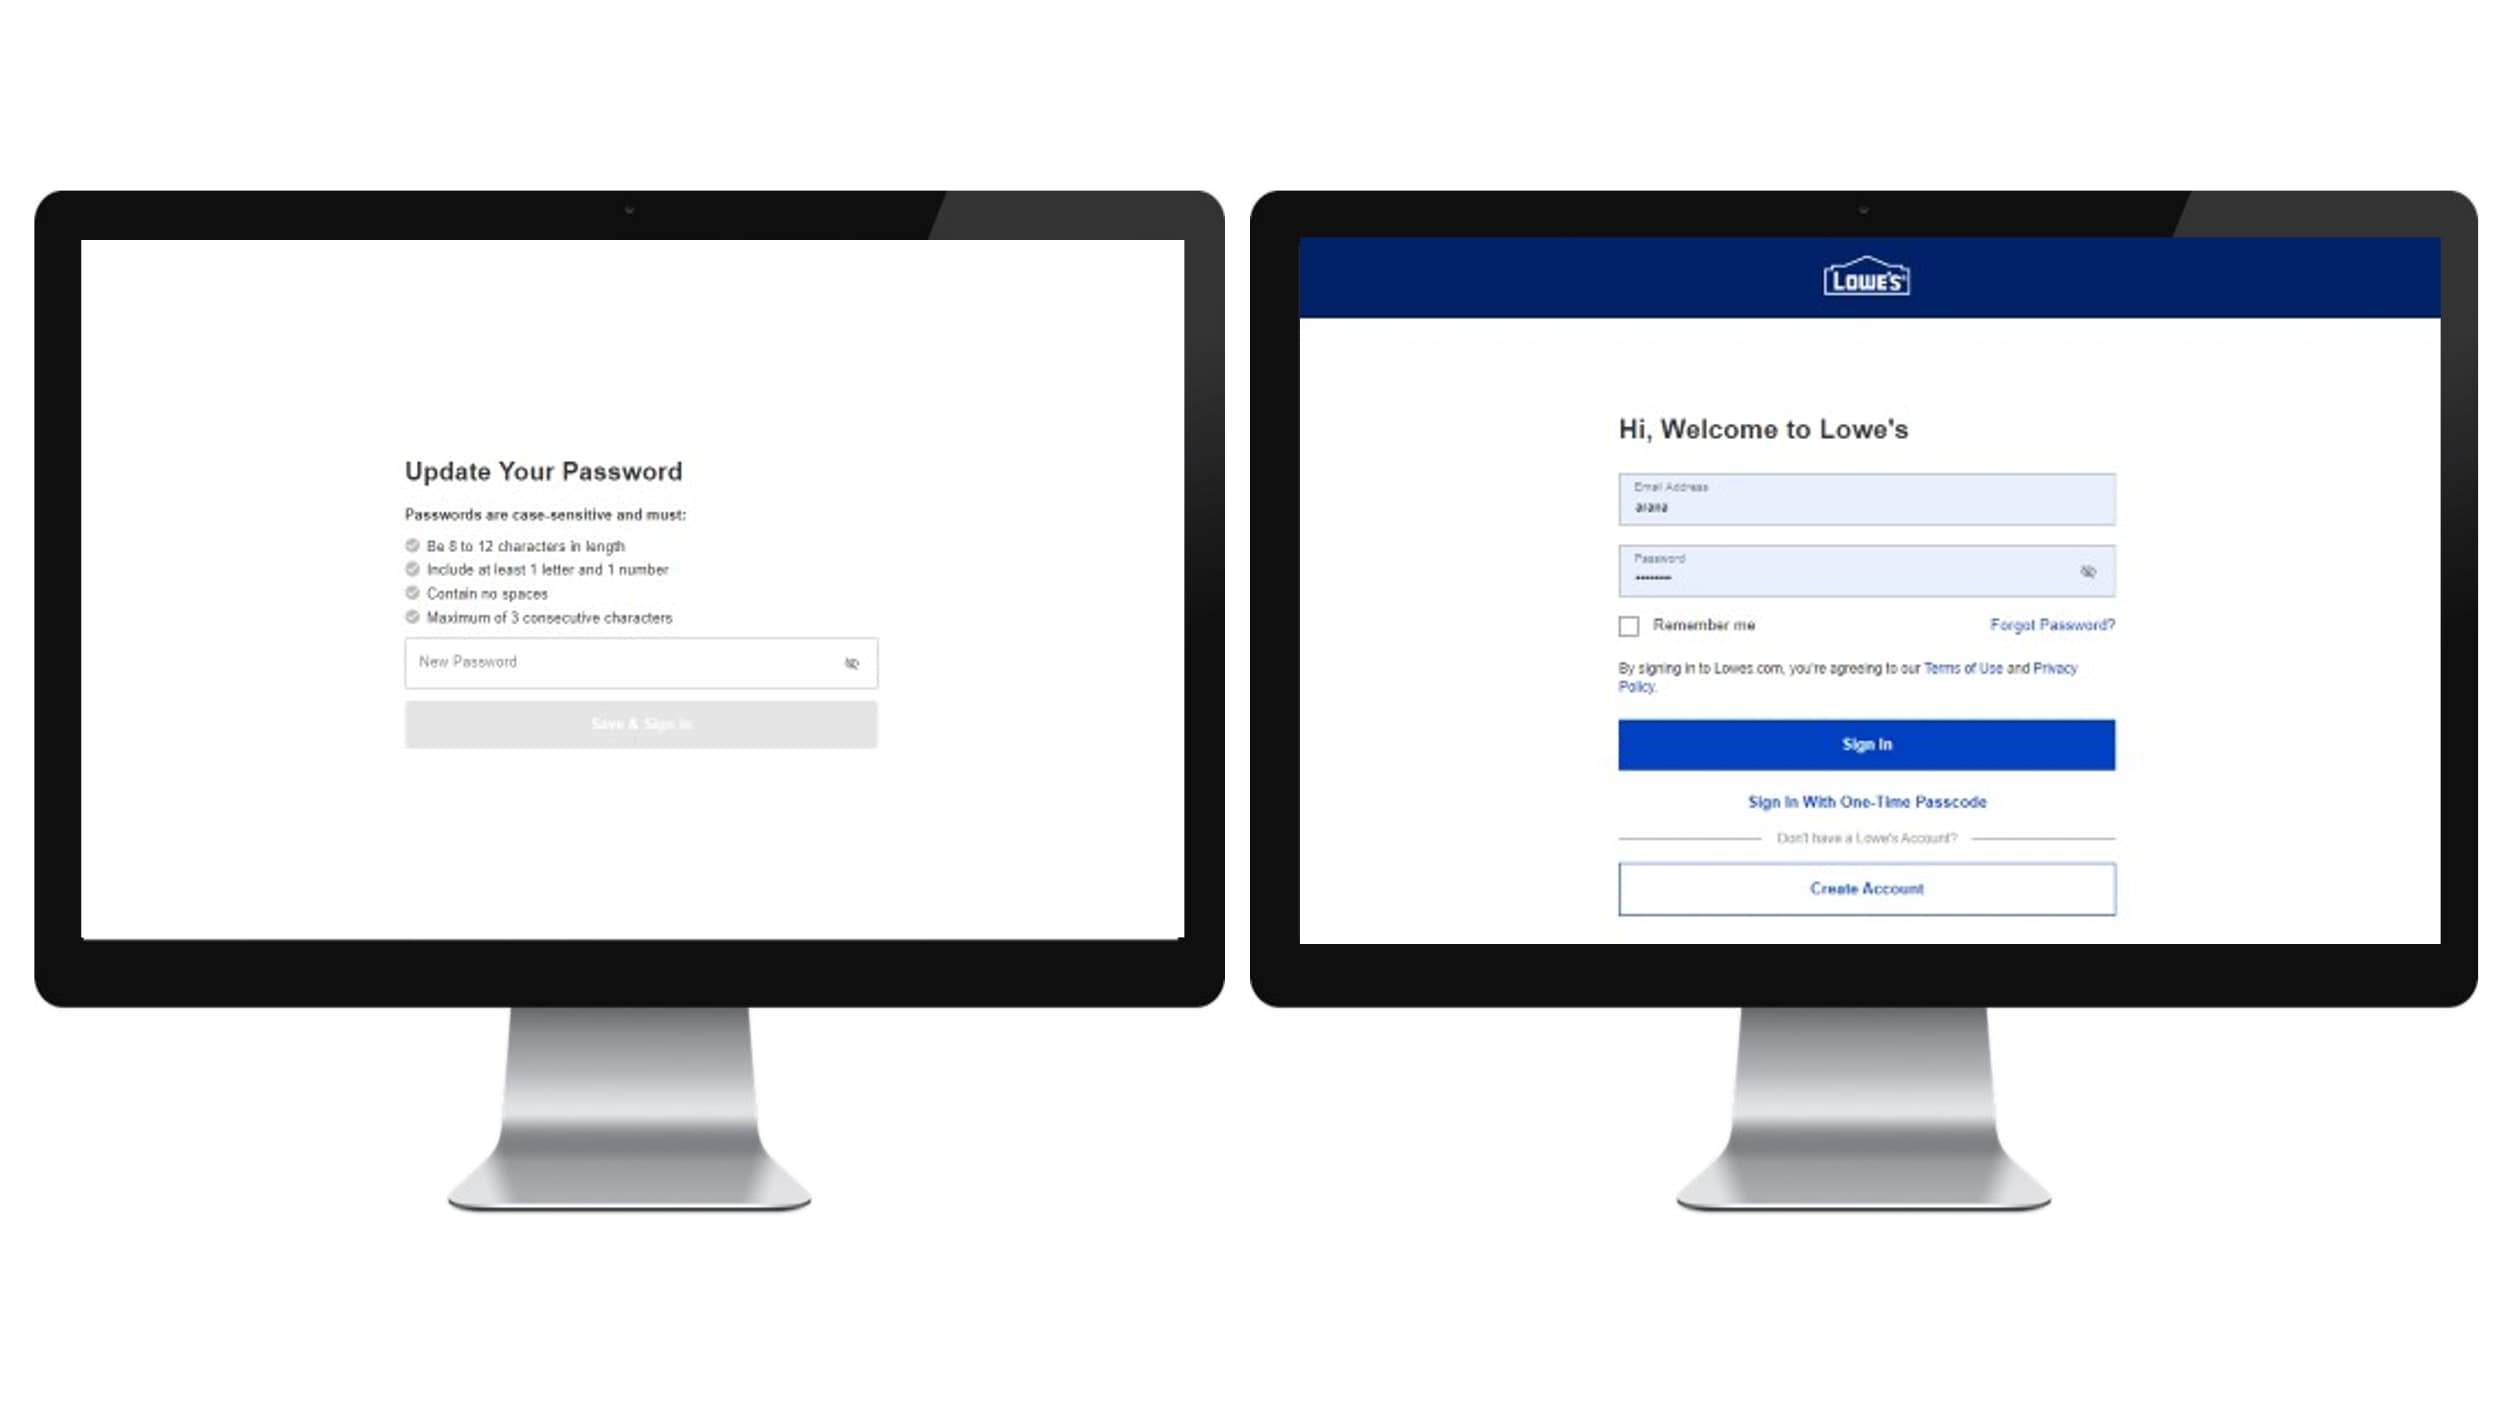 Update Your Password
Passwords are case-sensitive and must:
Be 8 to 12 characters in length
Include at least 1 letter and 1 number
Contain no spaces
Maximum of 3 consecutive characters
New Password
Save & Sign In
LOWE'S
Hi, Welcome to Lowe's
Email Address
Password
•••••••
Remember me
Forgot Password?
By signing in to Lowes.com, you're agreeing to our Terms of Use and Privacy
Policy.
Sign In
Sign In With One-Time Passcode
Don't have a Lowe's Account?
Create Account